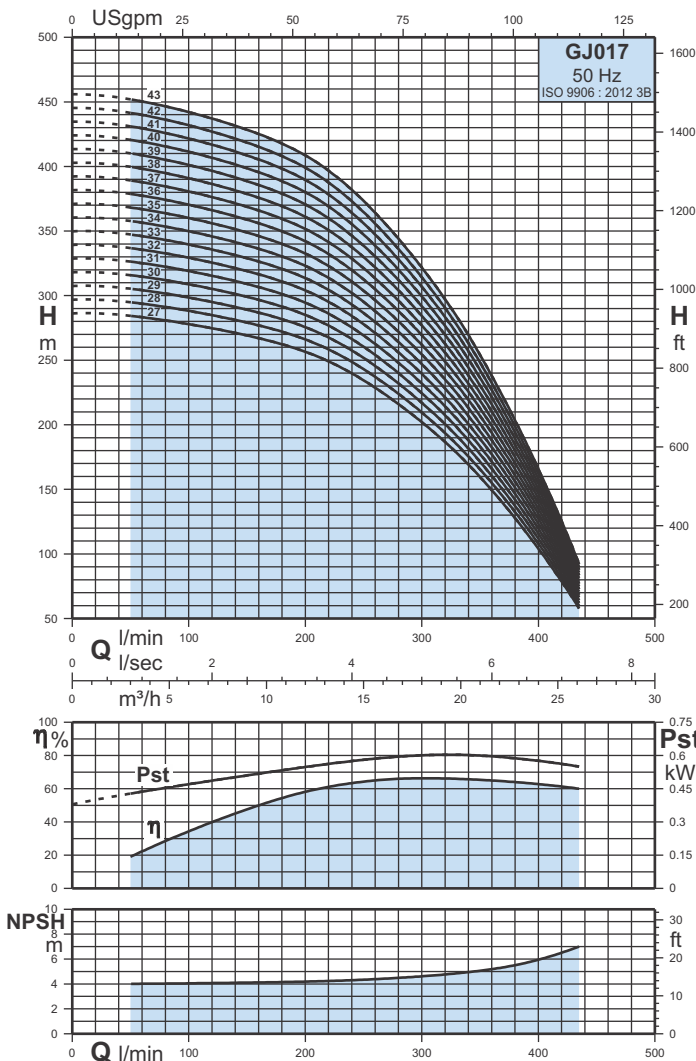 0 USgpm 25 50 75 100 125
GJ017
50 Hz
ISO 9906 : 2012 3B
500
450
400
350
300
H
m
250
200
150
100
50
1600
1400
1200
1000
H
ft
800
600
400
200
43
42
41
40
39
38
37
36
35
34
33
32
31
30
29
28
27
0 100 200 300 400 500
Q l/min
l/sec
0 2 4 6 8
0 m³/h 5 10 15 20 25 30
100
η%
80
60
40
20
0
Pst
η
0.75
Pst
0.6
kW
0.45
0.3
0.15
0
10
NPSH
8
m
6
4
2
0
30
ft
20
10
0
0 100 200 300 400 500
Q l/min